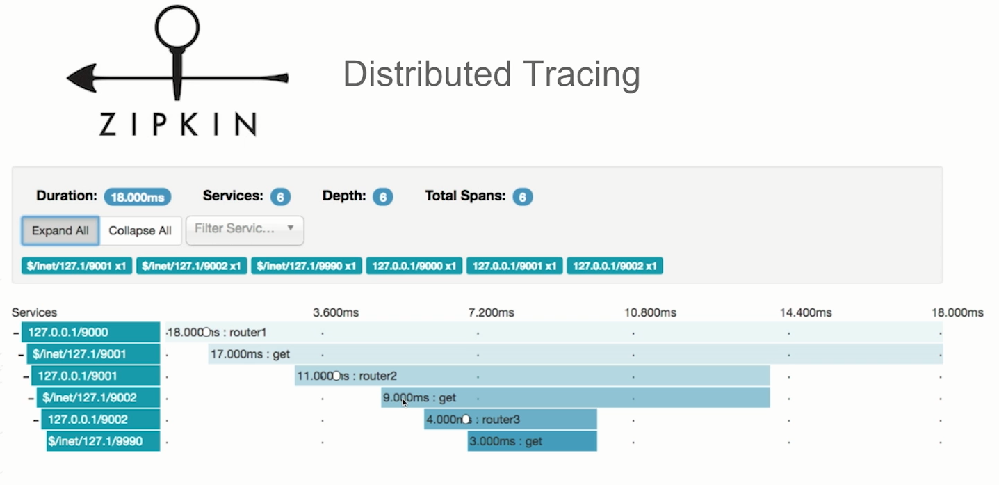 ZIPKIN
Distributed Tracing
Duration: 18.000ms Services: 6 Depth: 6 Total Spans: 6
Expand All Collapse All Filter Servic...
$/inet/127.1/9001 x1 $/inet/127.1/9002 x1 $/inet/127.1/9990 x1 127.0.0.1/9000 x1 127.0.0.1/9001 x1 127.0.0.1/9002 x1
Services 3.600ms 7.200ms 10.800ms 14.400ms 18.000ms
127.0.0.1/9000 18.000ms : router1
$/inet/127.1/9001 17.000ms : get
127.0.0.1/9001 11.000ms : router2
$/inet/127.1/9002 9.000ms : get
127.0.0.1/9002 4.000ms : router3
$/inet/127.1/9990 3.000ms : get